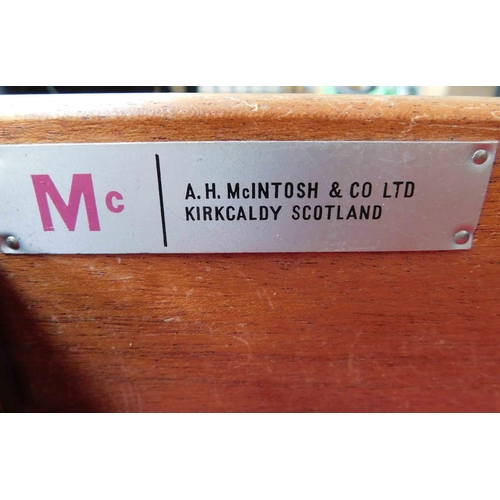 Mc
A.H. McINTOSH & CO LTD
KIRKCALDY SCOTLAND